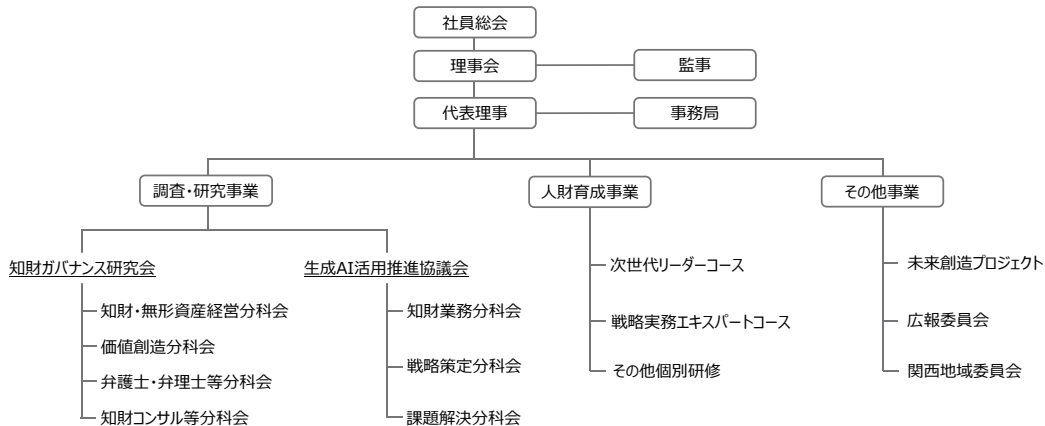 社員総会
理事会
監事
代表理事
事務局
調査・研究事業
人財育成事業
その他事業
知財ガバナンス研究会
生成AI活用推進協議会
知財・無形資産経営分科会
価値創造分科会
弁護士・弁理士等分科会
知財コンサル等分科会
知財業務分科会
戦略策定分科会
課題解決分科会
次世代リーダーコース
戦略実務エキスパートコース
その他個別研修
未来創造プロジェクト
広報委員会
関西地域委員会